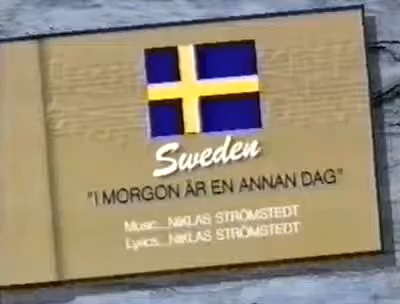 Sweden
"I MORGON ÄR EN ANNAN DAG"
Music...NIKLAS STRÖMSTEDT
Lyrics...NIKLAS STRÖMSTEDT